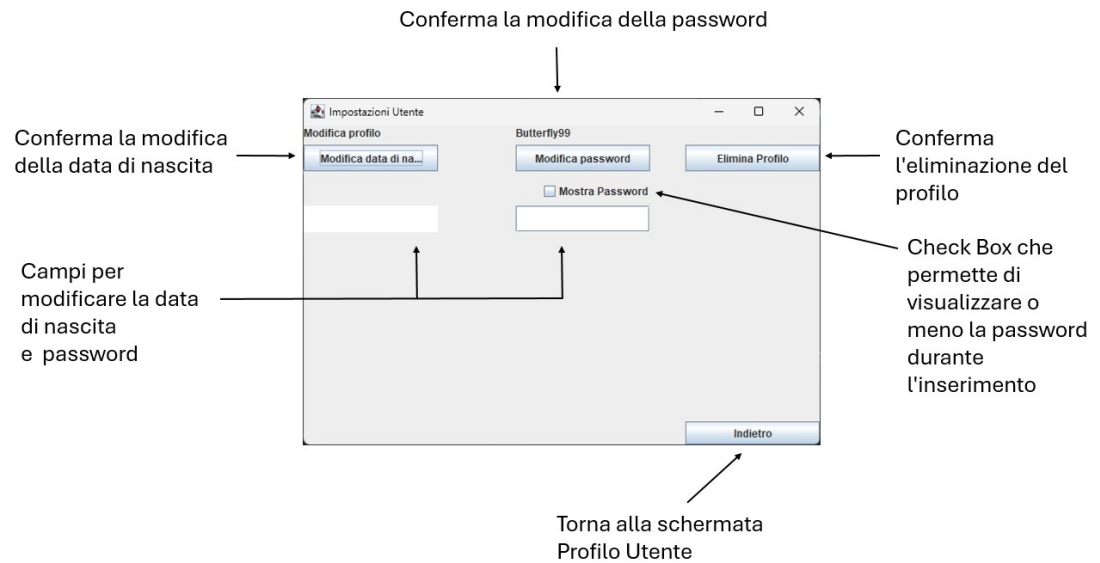 Conferma la modifica della password
Impostazioni Utente
Modifica profilo
Butterfly99
Conferma la modifica
della data di nascita
Modifica data di na...
Modifica password
Elimina Profilo
Conferma
l'eliminazione del
profilo
Mostra Password
Check Box che
permette di
visualizzare o
meno la password
durante
l'inserimento
Campi per
modificare la data
di nascita
e password
Indietro
Torna alla schermata
Profilo Utente